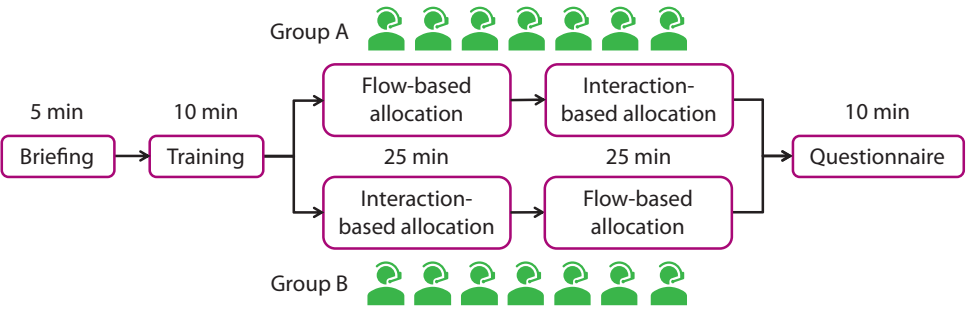 Group A
Flow-based
allocation
Interaction-
based allocation
5 min
10 min
10 min
Briefing
Training
25 min
25 min
Questionnaire
Interaction-
based allocation
Flow-based
allocation
Group B